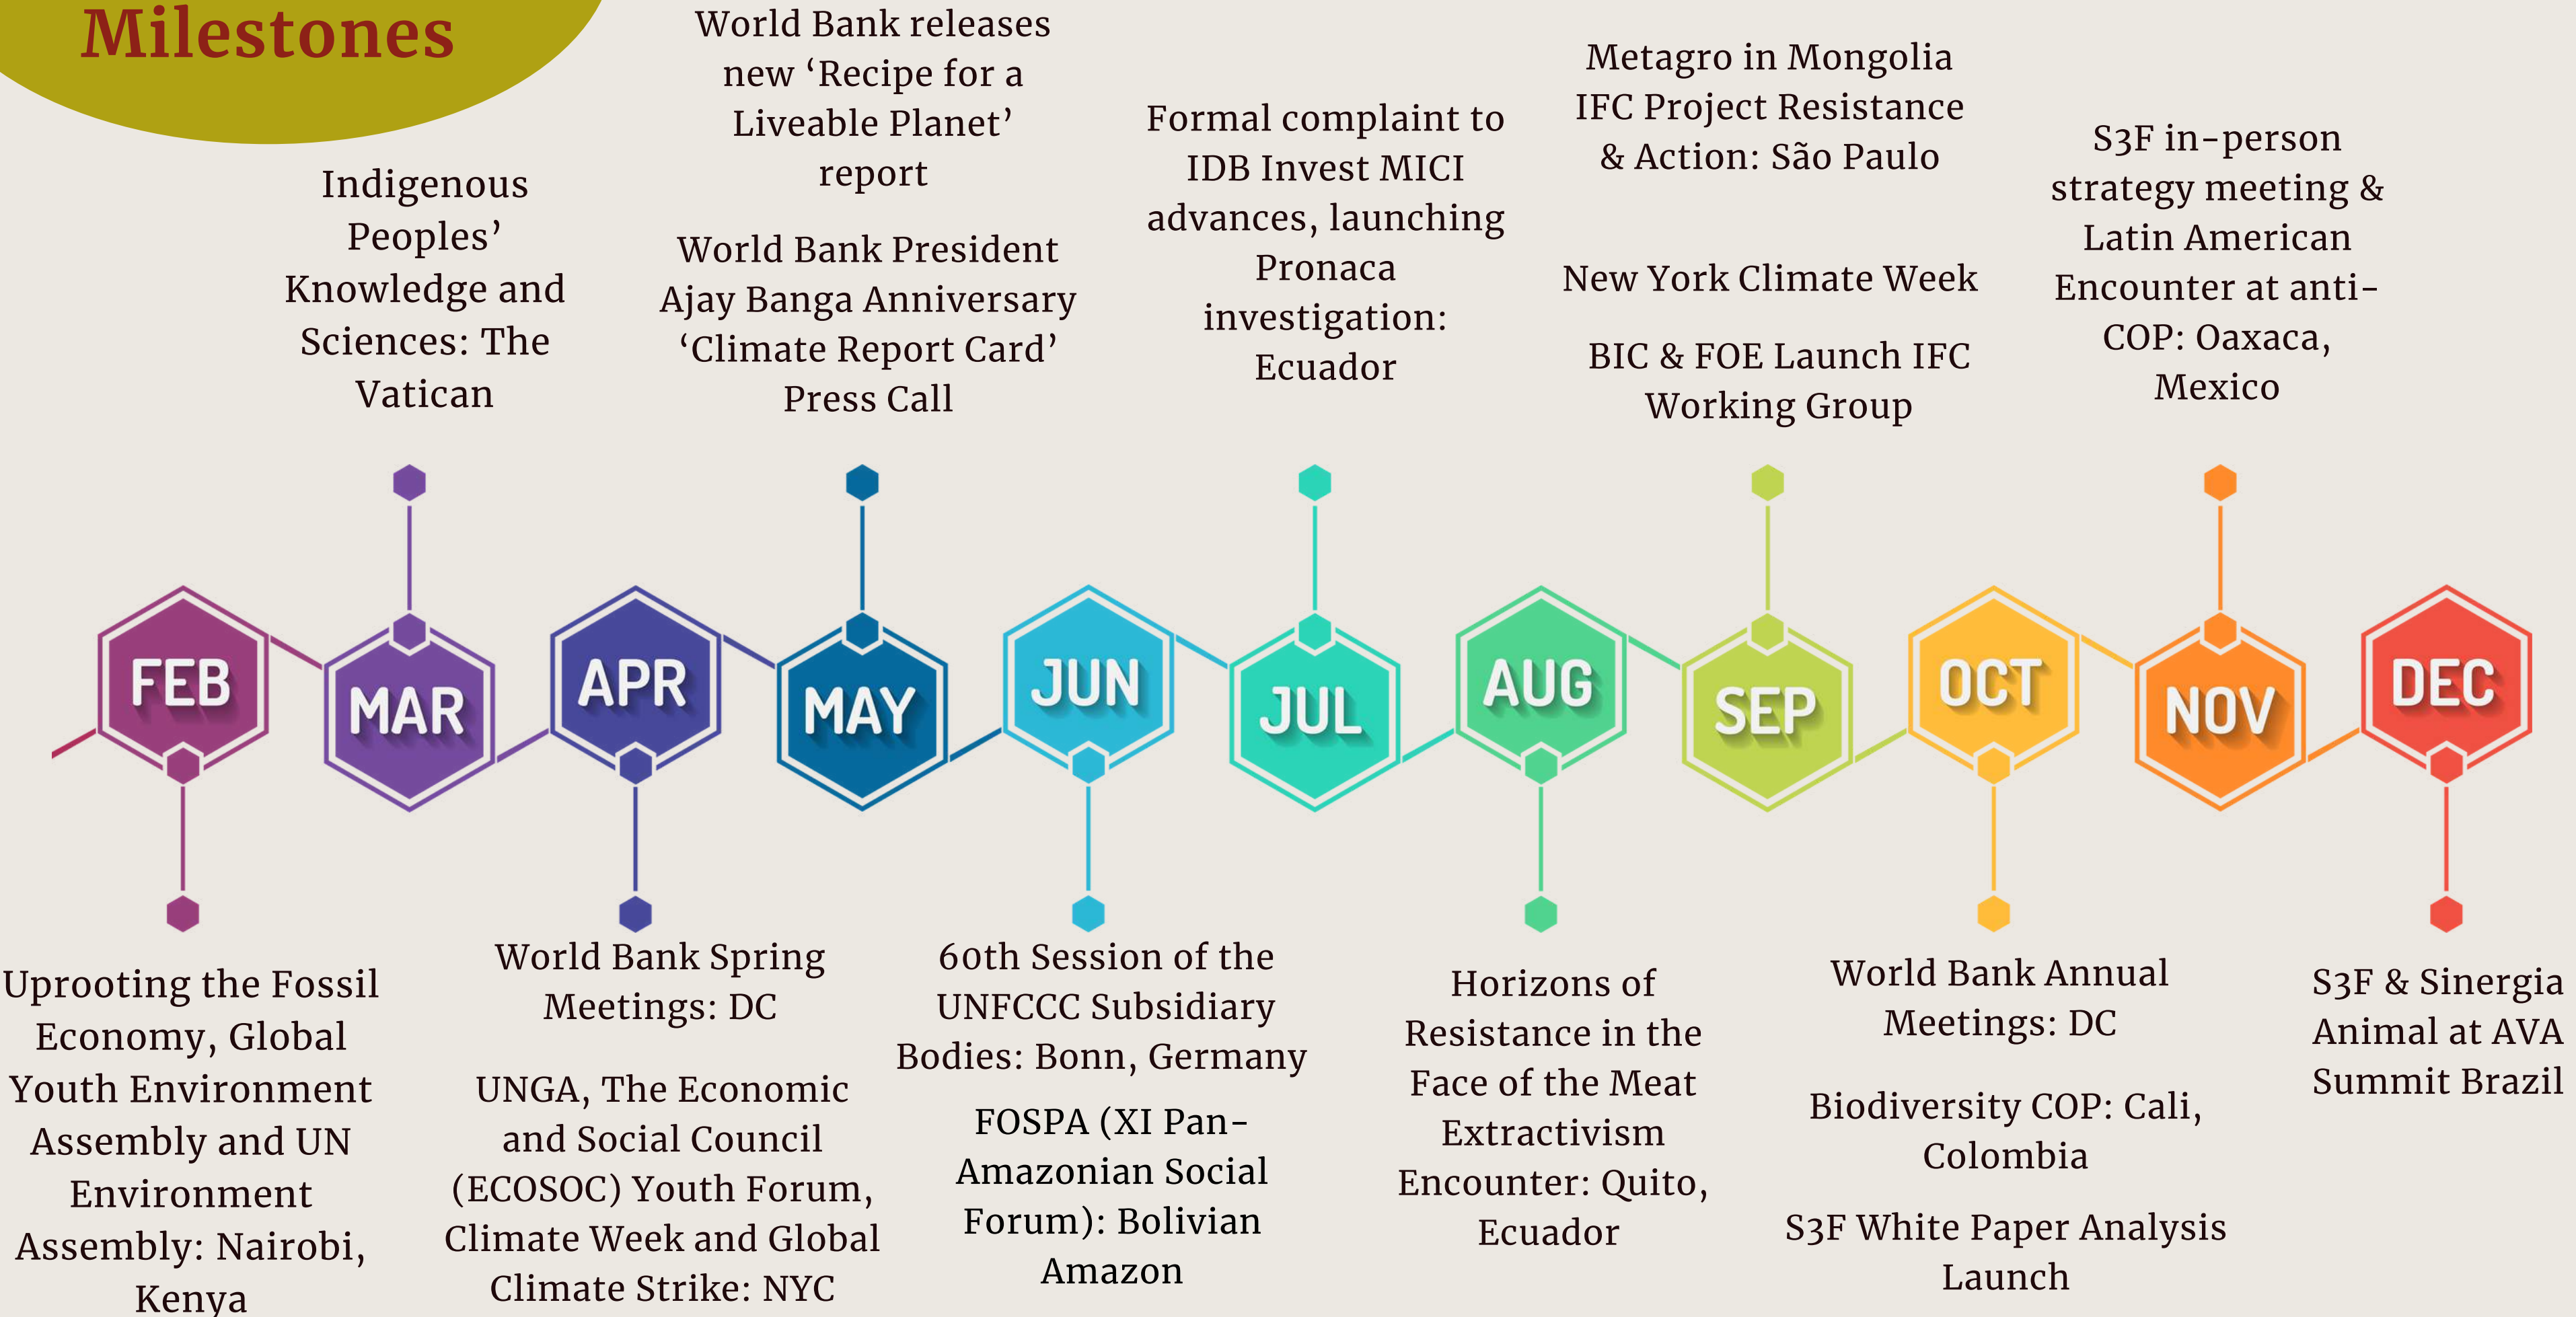 Milestones
Indigenous
Peoples’
Knowledge and
Sciences: The
Vatican
World Bank releases
new ‘Recipe for a
Liveable Planet’
report
World Bank President
Ajay Banga Anniversary
‘Climate Report Card’
Press Call
Formal complaint to
IDB Invest MICI
advances, launching
Pronaca
investigation:
Ecuador
Metagro in Mongolia
IFC Project Resistance
& Action: São Paulo
New York Climate Week
BIC & FOE Launch IFC
Working Group
S3F in-person
strategy meeting &
Latin American
Encounter at anti-
COP: Oaxaca,
Mexico
FEB
MAR
APR
MAY
JUN
JUL
AUG
SEP
OCT
NOV
DEC
Uprooting the Fossil
Economy, Global
Youth Environment
Assembly and UN
Environment
Assembly: Nairobi,
Kenya
World Bank Spring
Meetings: DC
UNGA, The Economic
and Social Council
(ECOSOC) Youth Forum,
Climate Week and Global
Climate Strike: NYC
60th Session of the
UNFCCC Subsidiary
Bodies: Bonn, Germany
FOSPA (XI Pan-
Amazonian Social
Forum): Bolivian
Amazon
Horizons of
Resistance in the
Face of the Meat
Extractivism
Encounter: Quito,
Ecuador
World Bank Annual
Meetings: DC
Biodiversity COP: Cali,
Colombia
S3F White Paper Analysis
Launch
S3F & Sinergia
Animal at AVA
Summit Brazil